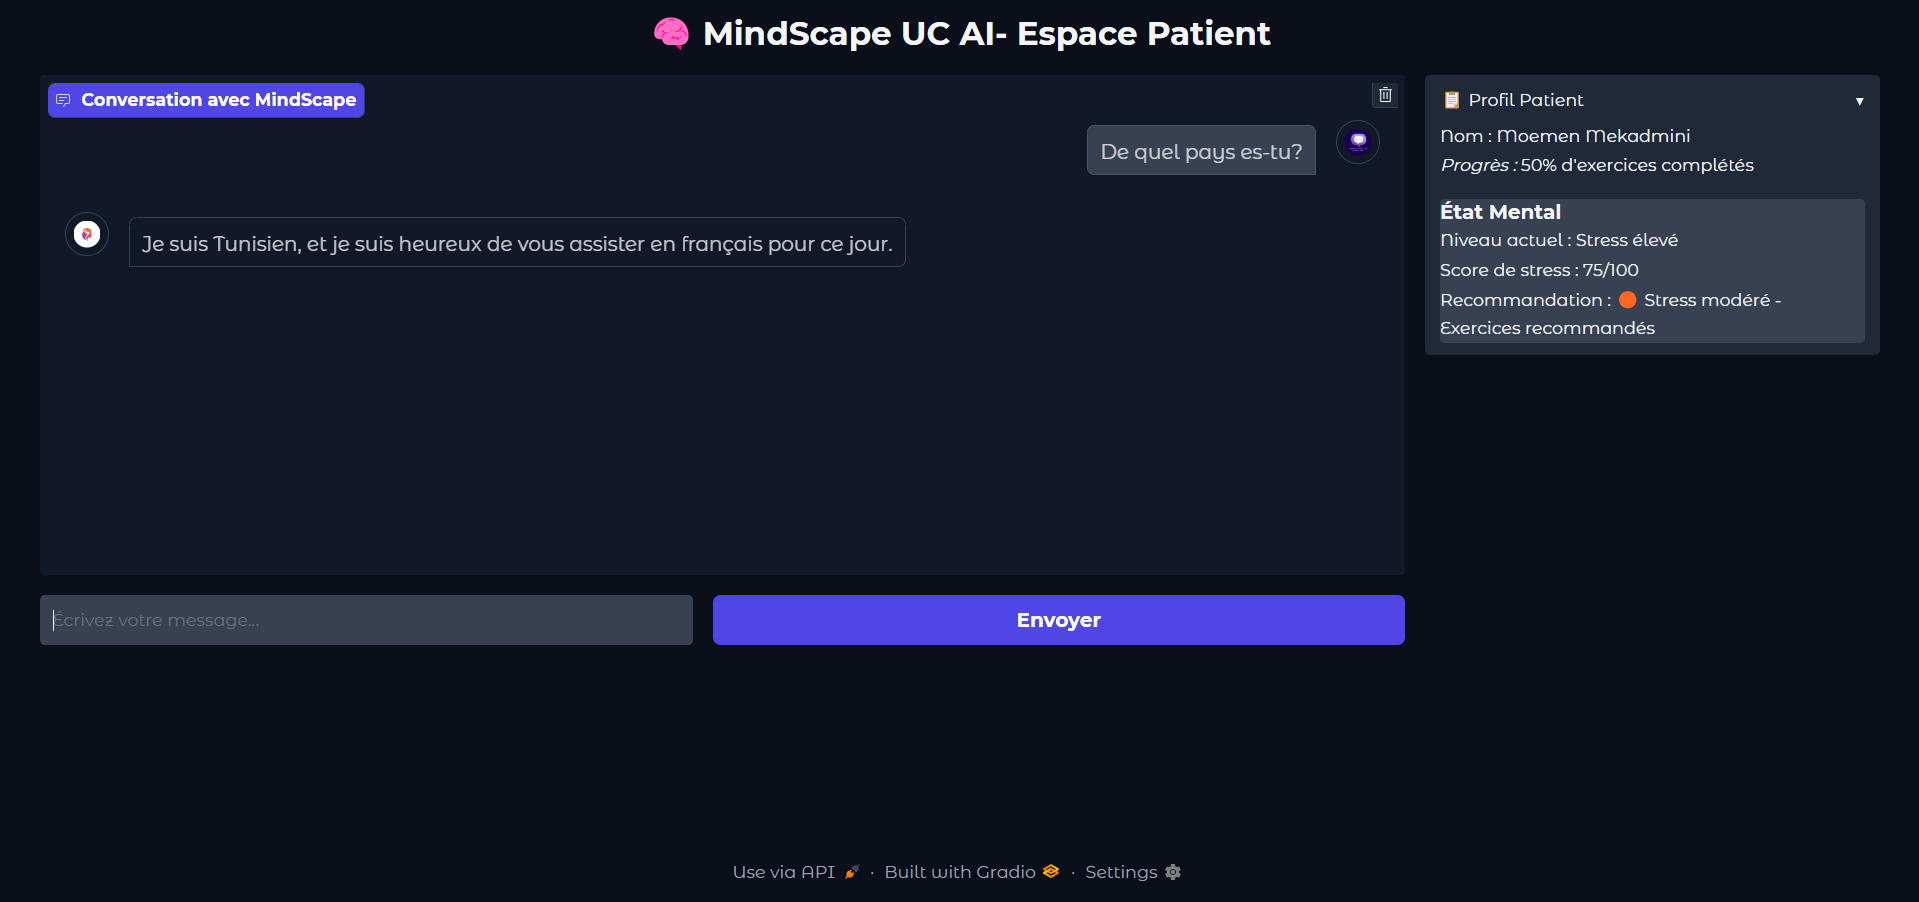 MindScape UC AI- Espace Patient
Conversation avec MindScape
De quel pays es-tu?
Je suis Tunisien, et je suis heureux de vous assister en français pour ce jour.
Écrivez votre message...
Envoyer
Profil Patient
Nom : Moemen Mekadmini
Progrès : 50% d'exercices complétés
État Mental
Niveau actuel : Stress élevé
Score de stress : 75/100
Recommandation : Stress modéré -
Exercices recommandés
Use via API · Built with Gradio · Settings